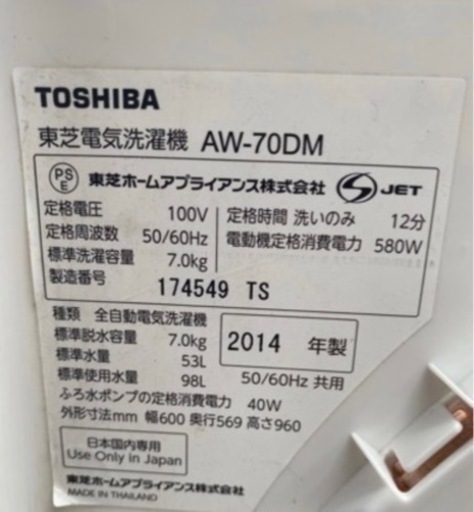 TOSHIBA
東芝電気洗濯機 AW-70DM
PS E 東芝ホームアプライアンス株式会社 S JET
定格電圧 100V 定格時間 洗いのみ 12分
定格周波数 50/60Hz 電動機定格消費電力 580W
標準洗濯容量 7.0kg
製造番号 174549 TS
種類 全自動電気洗濯機
標準脱水容量 7.0kg 2014 年製
標準水量 53L
標準使用水量 98L 50/60Hz 共用
ふろ水ポンプの定格消費電力 40W
外形寸法mm 幅600 奥行569 高さ960
日本国内専用
Use Only in Japan
東芝ホームアプライアンス株式会社
MADE IN THAILAND